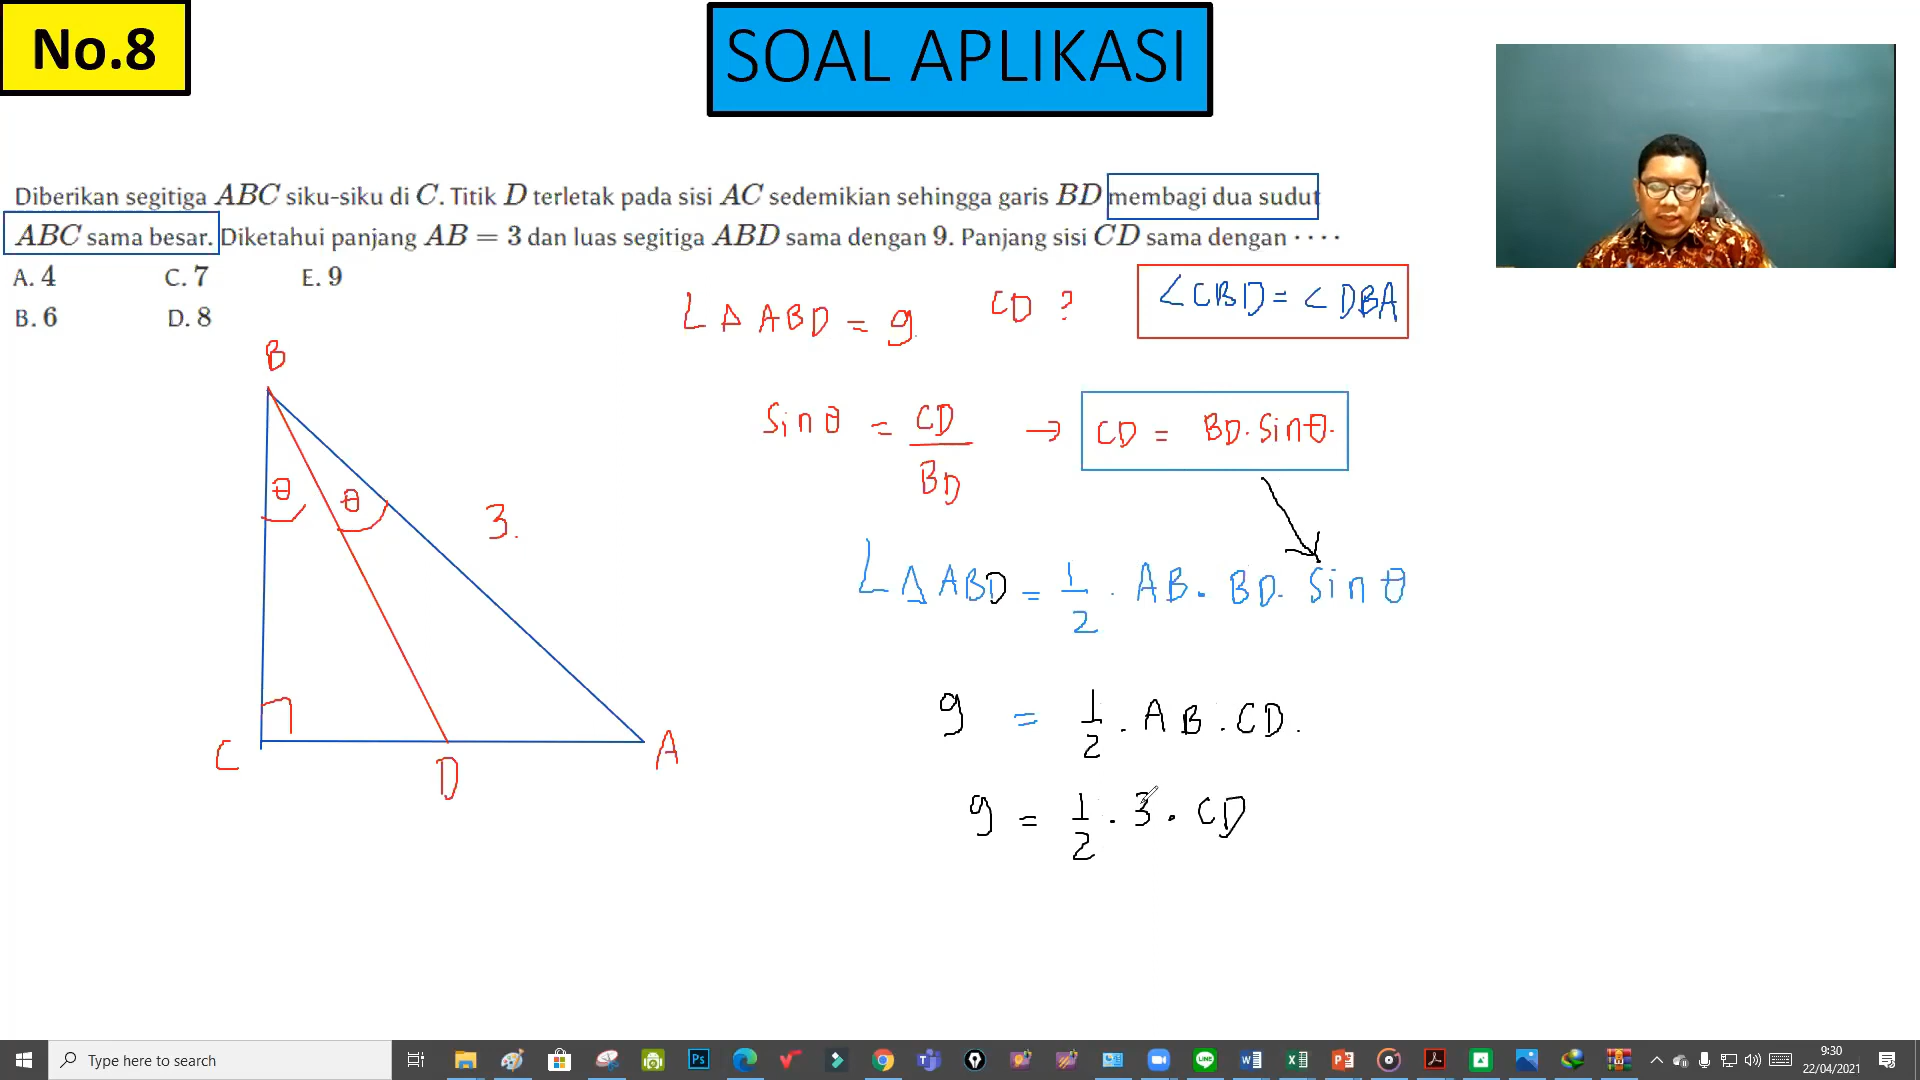 No.8
SOAL APLIKASI
Diberikan segitiga ABC siku-siku di C. Titik D terletak pada sisi AC sedemikian sehingga garis BD membagi dua sudut
ABC sama besar. Diketahui panjang AB = 3 dan luas segitiga ABD sama dengan 9. Panjang sisi CD sama dengan ····
A. 4 C. 7 E. 9
B. 6 D. 8
L Δ ABD = 9
CD ?
∠CBD = ∠DBA
B
θ
θ
3.
C
D
A
Sin θ = CD/BD → CD = BD. Sin θ.
L Δ ABD = 1/2 . AB . BD. Sin θ
9 = 1/2 . AB . CD.
9 = 1/2 . 3 . CD
Type here to search
9:30
22/04/2021